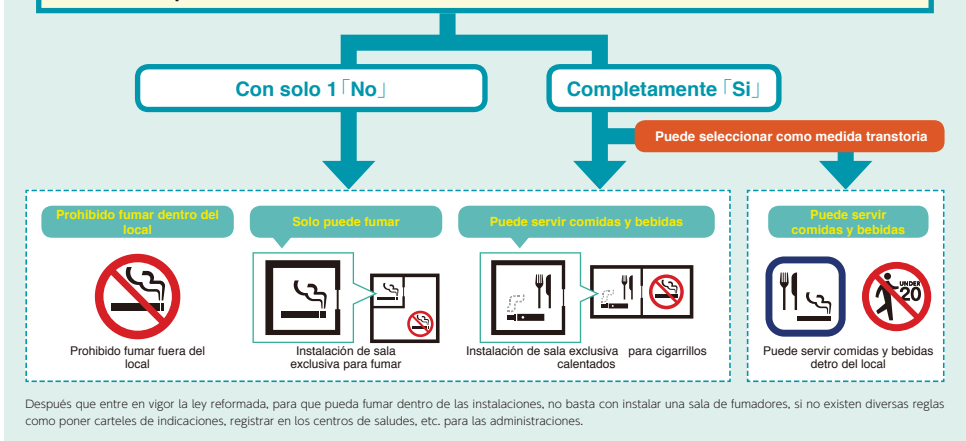 Con solo 1「No」
Completamente「Si」
Puede seleccionar como medida transtoria
Prohibido fumar dentro del
local
Solo puede fumar
Puede servir comidas y bebidas
Puede servir
comidas y bebidas
UNDER
20
Prohibido fumar fuera del
local
Instalación de sala
exclusiva para fumar
Instalación de sala exclusiva para cigarrillos
calentados
Puede servir comidas y bebidas
detro del local
Después que entre en vigor la ley reformada, para que pueda fumar dentro de las instalaciones, no basta con instalar una sala de fumadores, si no existen diversas reglas
como poner carteles de indicaciones, registrar en los centros de saludes, etc. para las administraciones.